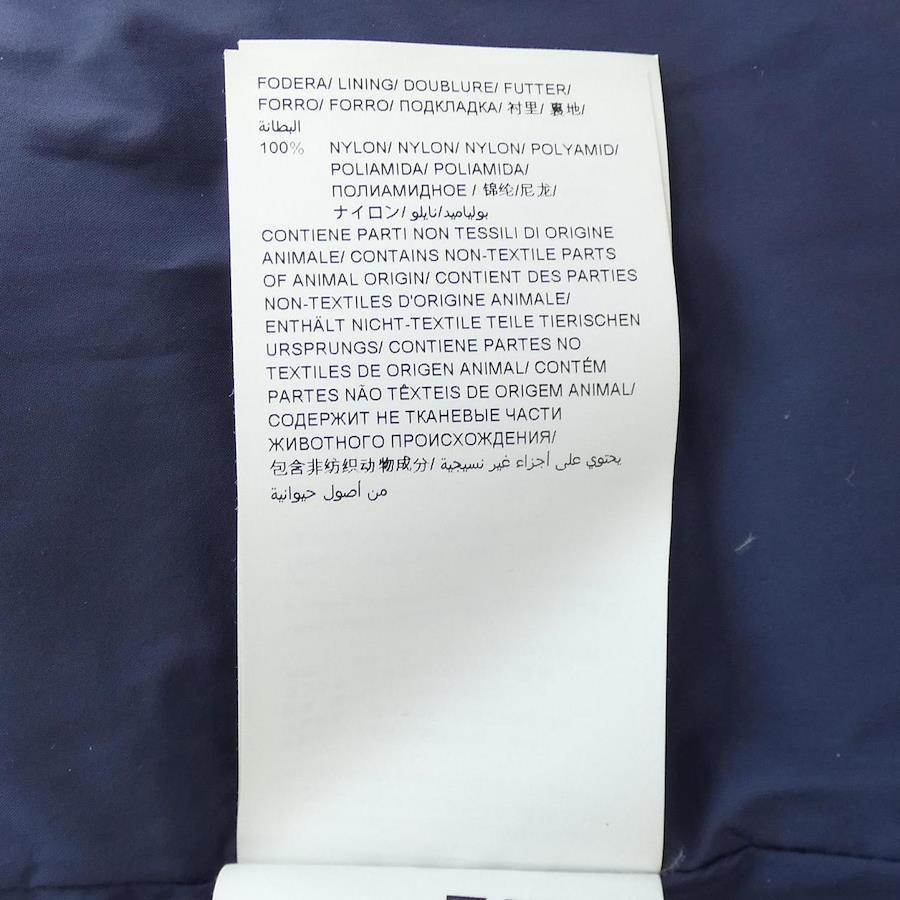 FODERA/ LINING/ DOUBLURE/ FUTTER/
FORRO/ FORRO/ ПОДКЛАДКА/ 衬里/ 裏地/
البطانة
100% NYLON/ NYLON/ NYLON/ POLYAMID/
POLIAMIDA/ POLIAMIDA/
ПОЛИАМИДНОЕ / 锦纶/尼龙/
ナイロン/ بولياميد/نايلو
CONTIENE PARTI NON TESSILI DI ORIGINE
ANIMALE/ CONTAINS NON-TEXTILE PARTS
OF ANIMAL ORIGIN/ CONTIENT DES PARTIES
NON-TEXTILES D'ORIGINE ANIMALE/
ENTHÄLT NICHT-TEXTILE TEILE TIERISCHEN
URSPRUNGS/ CONTIENE PARTES NO
TEXTILES DE ORIGEN ANIMAL/ CONTÉM
PARTES NÃO TÊXTEIS DE ORIGEM ANIMAL/
СОДЕРЖИТ НЕ ТКАНЕВЫЕ ЧАСТИ
ЖИВОТНОГО ПРОИСХОЖДЕНИЯ/
包含非纺织动物成分/ يحتوي على أجزاء غير نسيجية
من أصول حيوانية